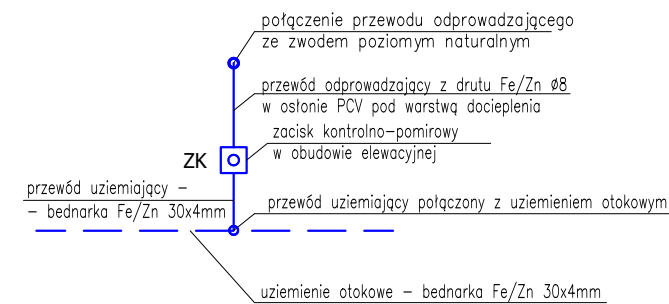 połączenie przewodu odprowadzającego
ze zwodem poziomym naturalnym
przewód odprowadzający z drutu Fe/Zn ø8
w osłonie PCV pod warstwą docieplenia
zacisk kontrolno-pomirowy
w obudowie elewacyjnej
ZK
przewód uziemiający -
- bednarka Fe/Zn 30x4mm
przewód uziemiający połączony z uziemieniem otokowym
uziemienie otokowe - bednarka Fe/Zn 30x4mm